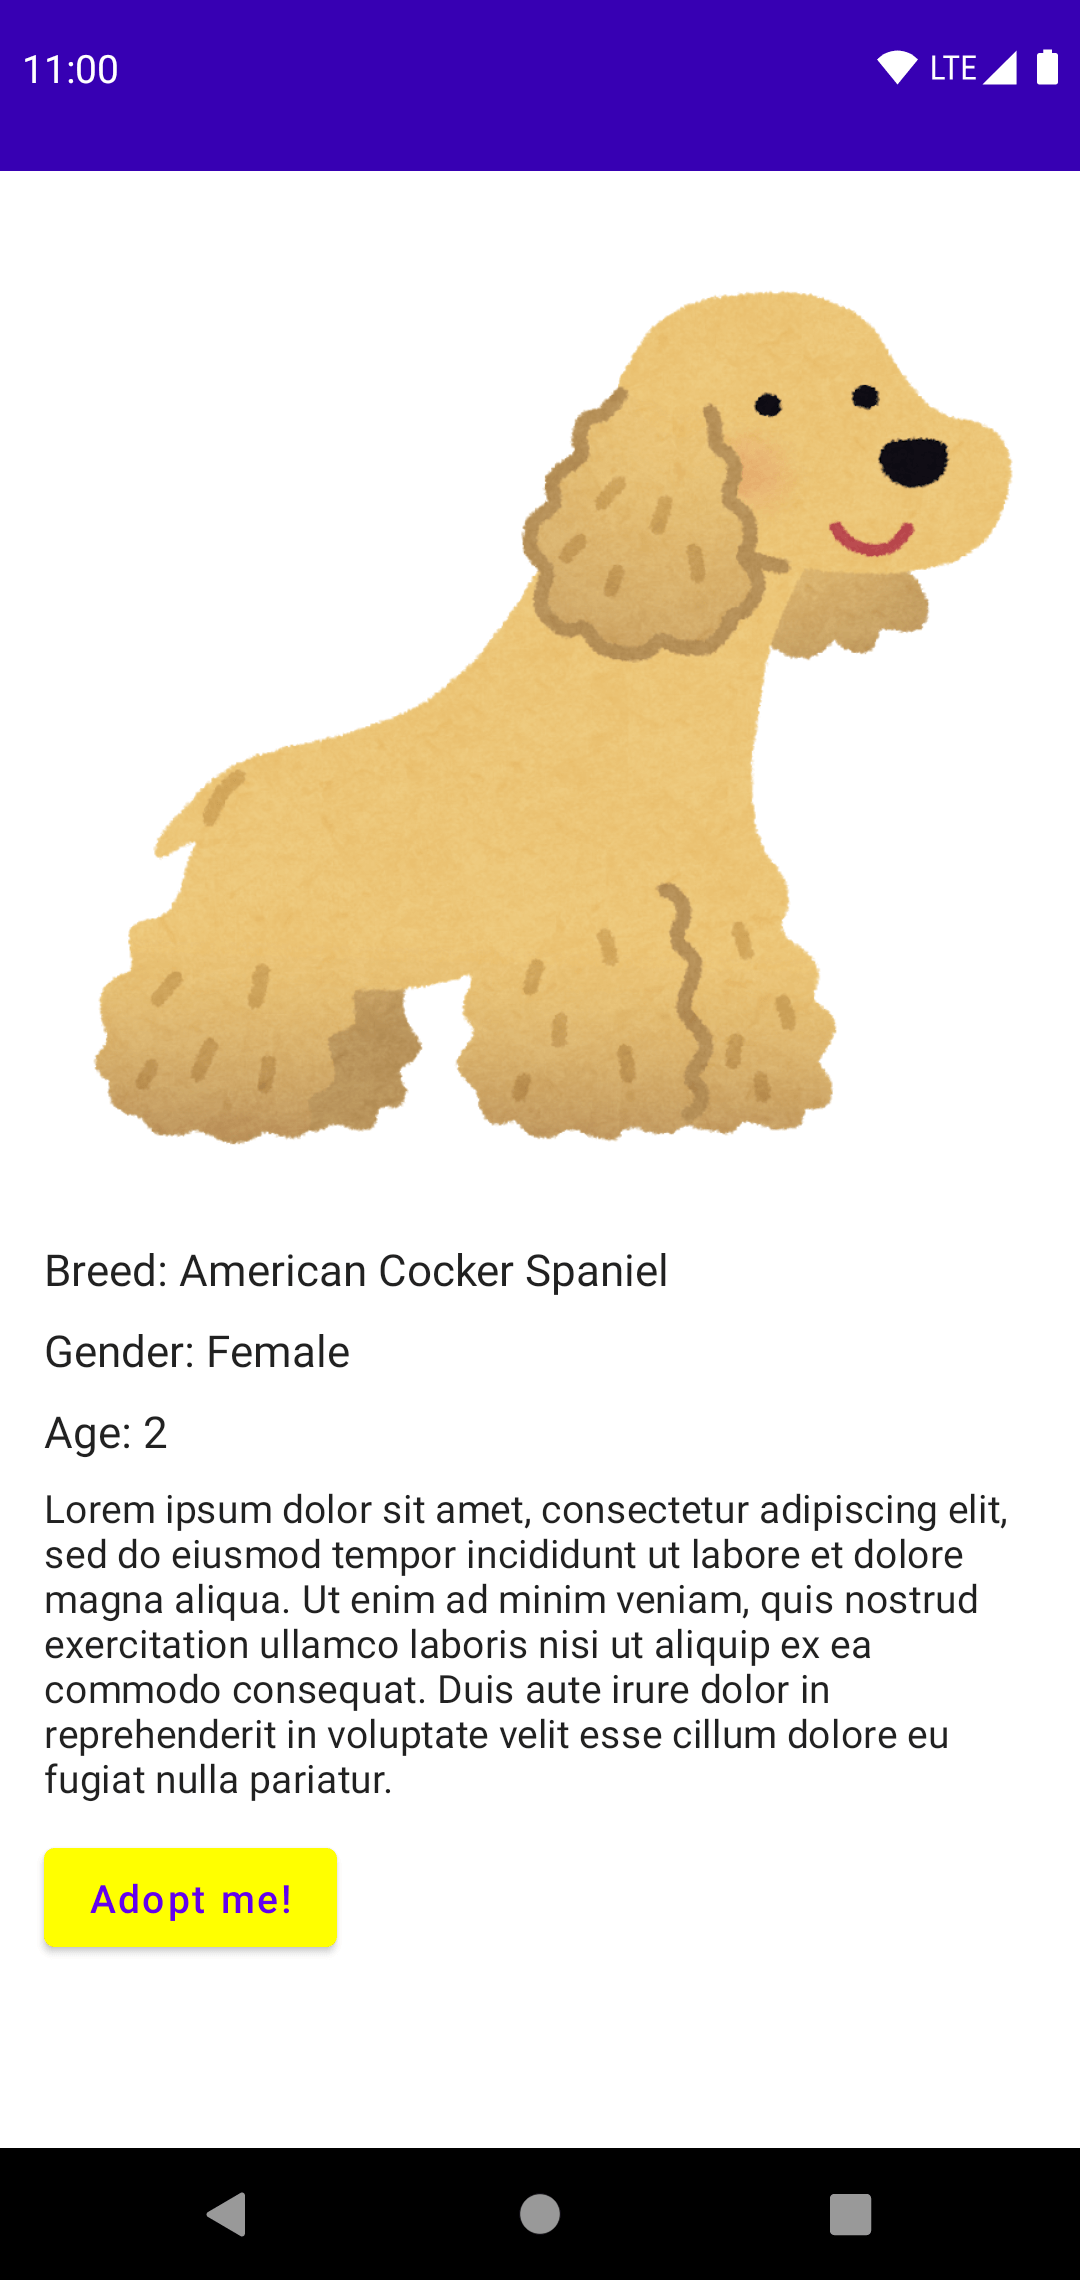 11:00
LTE
Breed: American Cocker Spaniel
Gender: Female
Age: 2
Lorem ipsum dolor sit amet, consectetur adipiscing elit,
sed do eiusmod tempor incididunt ut labore et dolore
magna aliqua. Ut enim ad minim veniam, quis nostrud
exercitation ullamco laboris nisi ut aliquip ex ea
commodo consequat. Duis aute irure dolor in
reprehenderit in voluptate velit esse cillum dolore eu
fugiat nulla pariatur.
Adopt me!